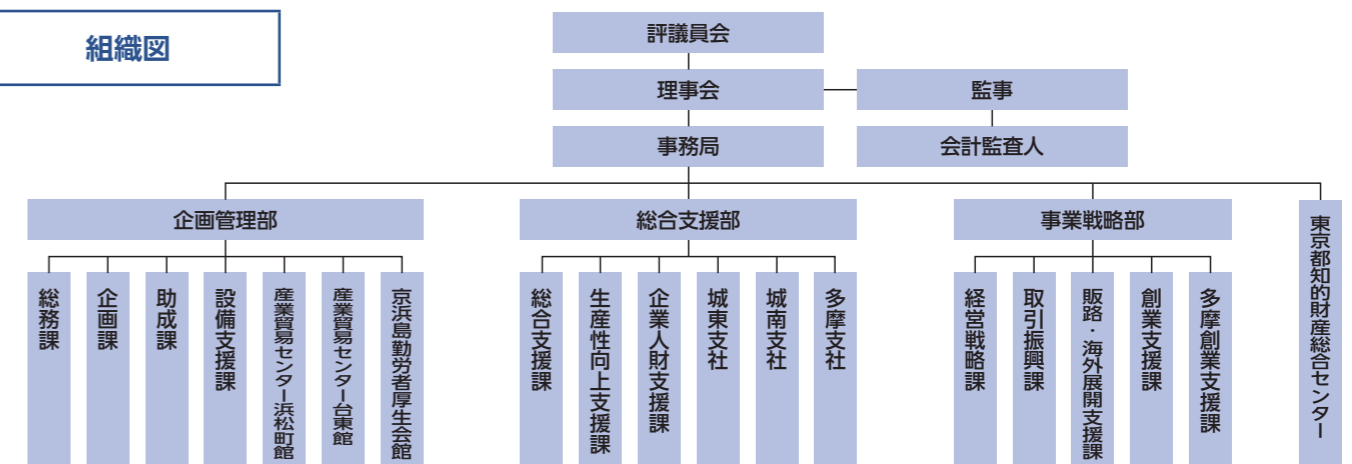 組織図
評議員会
理事会
監事
事務局
会計監査人
企画管理部
総合支援部
事業戦略部
東京都知的財産総合センター
総務課
企画課
助成課
設備支援課
産業貿易センター浜松町館
産業貿易センター台東館
京浜島勤労者厚生会館
総合支援課
生産性向上支援課
企業人財支援課
城東支社
城南支社
多摩支社
経営戦略課
取引振興課
販路・海外展開支援課
創業支援課
多摩創業支援課